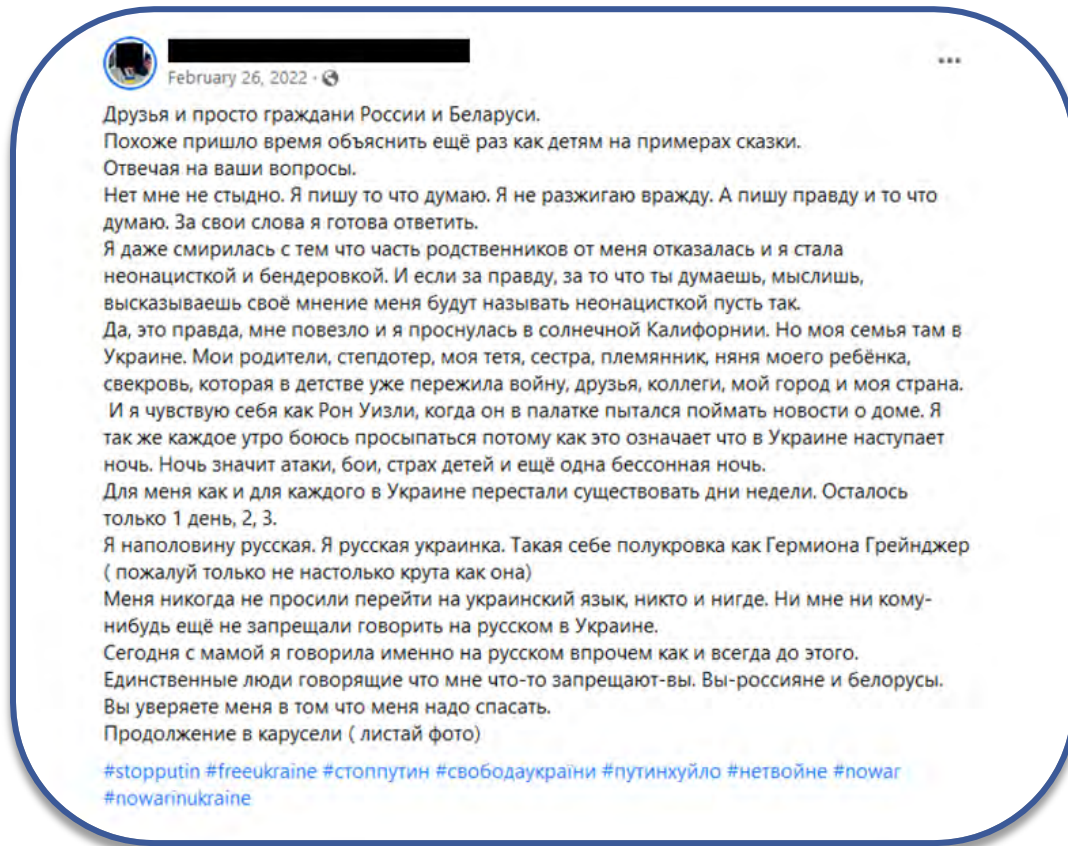 February 26, 2022 ·
Друзья и просто граждани России и Беларуси.
Похоже пришло время объяснить ещё раз как детям на примерах сказки.
Отвечая на ваши вопросы.
Нет мне не стыдно. Я пишу то что думаю. Я не разжигаю вражду. А пишу правду и то что
думаю. За свои слова я готова ответить.
Я даже смирилась с тем что часть родственников от меня отказалась и я стала
неонацисткой и бендеровкой. И если за правду, за то что ты думаешь, мыслишь,
высказываешь своё мнение меня будут называть неонацисткой пусть так.
Да, это правда, мне повезло и я проснулась в солнечной Калифорнии. Но моя семья там в
Украине. Мои родители, степдотер, моя тетя, сестра, племянник, няня моего ребёнка,
свекровь, которая в детстве уже пережила войну, друзья, коллеги, мой город и моя страна.
И я чувствую себя как Рон Уизли, когда он в палатке пытался поймать новости о доме. Я
так же каждое утро боюсь просыпаться потому как это означает что в Украине наступает
ночь. Ночь значит атаки, бои, страх детей и ещё одна бессонная ночь.
Для меня как и для каждого в Украине перестали существовать дни недели. Осталось
только 1 день, 2, 3.
Я наполовину русская. Я русская украинка. Такая себе полукровка как Гермиона Грейнджер
( пожалуй только не настолько крута как она)
Меня никогда не просили перейти на украинский язык, никто и нигде. Ни мне ни кому-
нибудь ещё не запрещали говорить на русском в Украине.
Сегодня с мамой я говорила именно на русском впрочем как и всегда до этого.
Единственные люди говорящие что мне что-то запрещают-вы. Вы-россияне и белорусы.
Вы уверяете меня в том что меня надо спасать.
Продолжение в карусели ( листай фото)
#stopputin #freeukraine #стоппутин #свободаукраїни #путинхуйло #нетвойне #nowar
#nowarinukraine